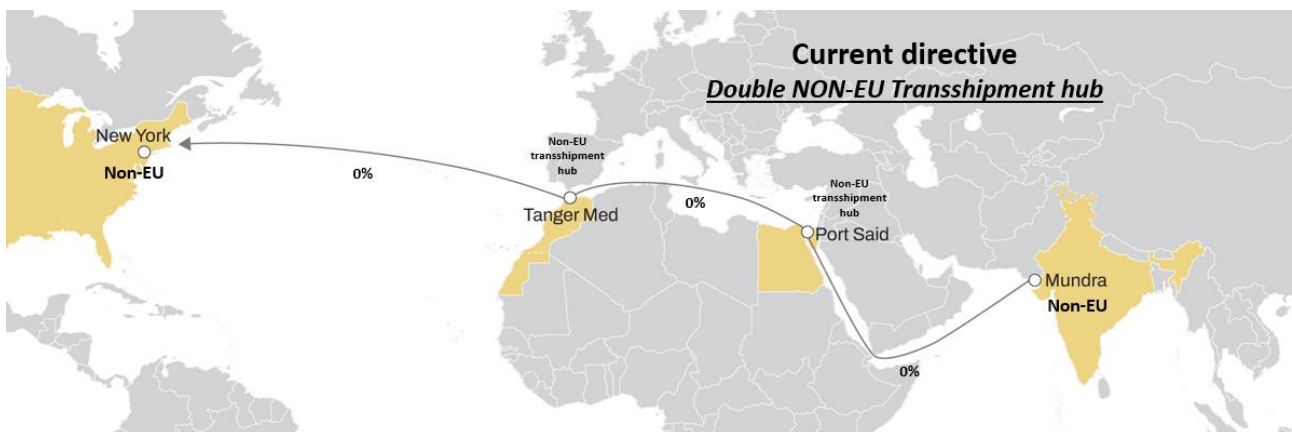 Current directive
Double NON-EU Transshipment hub
New York
Non-EU
0%
Non-EU
transshipment
hub
Tanger Med
0%
Non-EU
transshipment
hub
Port Said
Mundra
Non-EU
0%